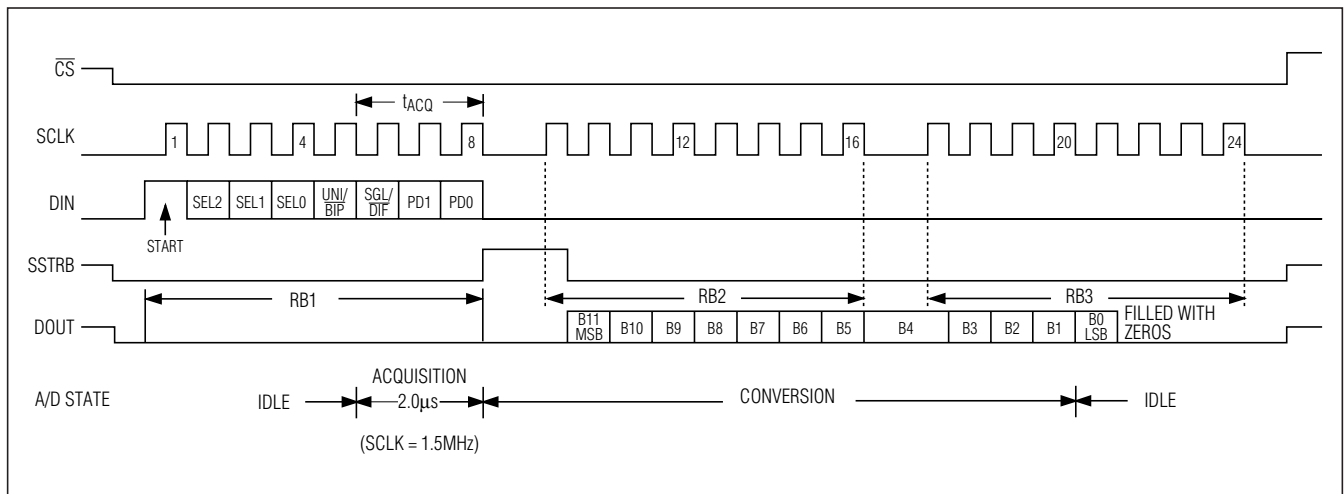 CS
tACQ
SCLK 1 4 8 12 16 20 24
DIN SEL2 SEL1 SEL0 UNI/ BIP SGL/ DIF PD1 PD0
START
SSTRB
RB1 RB2 RB3
DOUT B11 MSB B10 B9 B8 B7 B6 B5 B4 B3 B2 B1 B0 LSB FILLED WITH ZEROS
A/D STATE IDLE ACQUISITION 2.0μs CONVERSION IDLE
(SCLK = 1.5MHz)